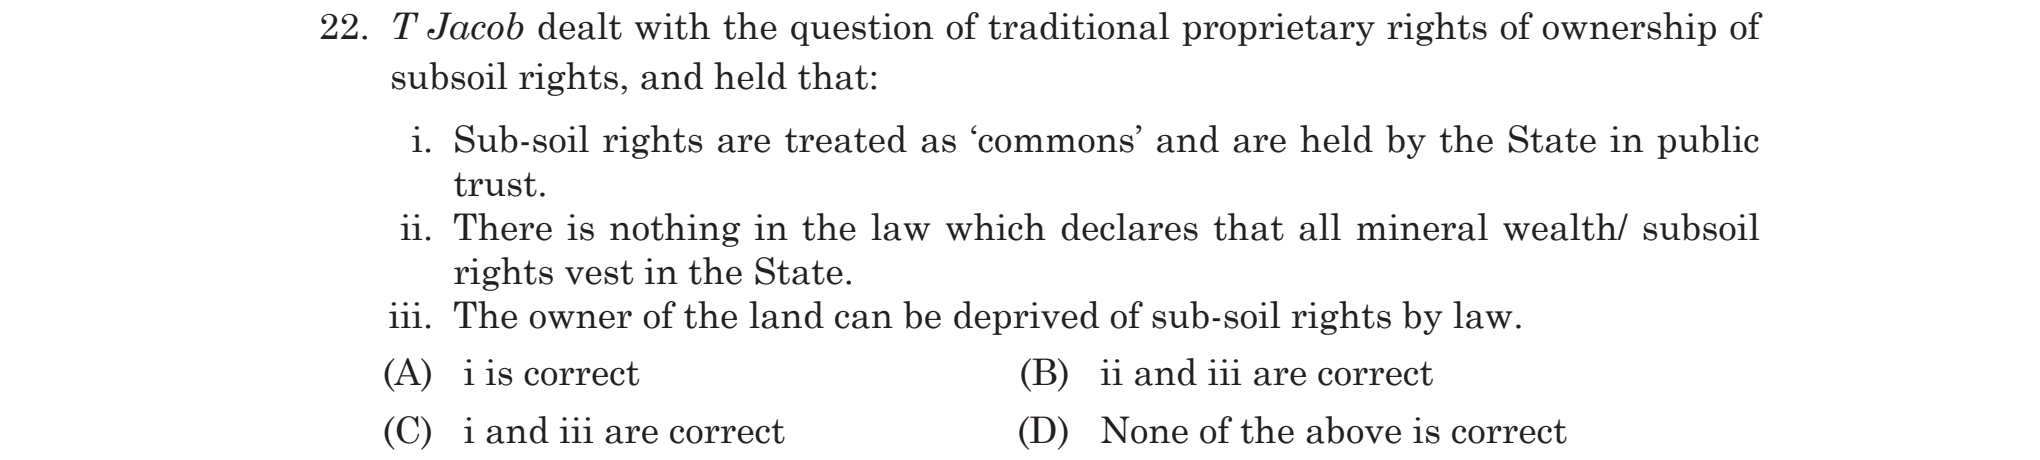 22. T Jacob dealt with the question of traditional proprietary rights of ownership of
subsoil rights, and held that:
i. Sub-soil rights are treated as ‘commons’ and are held by the State in public
trust.
ii. There is nothing in the law which declares that all mineral wealth/ subsoil
rights vest in the State.
iii. The owner of the land can be deprived of sub-soil rights by law.
(A) i is correct (B) ii and iii are correct
(C) i and iii are correct (D) None of the above is correct